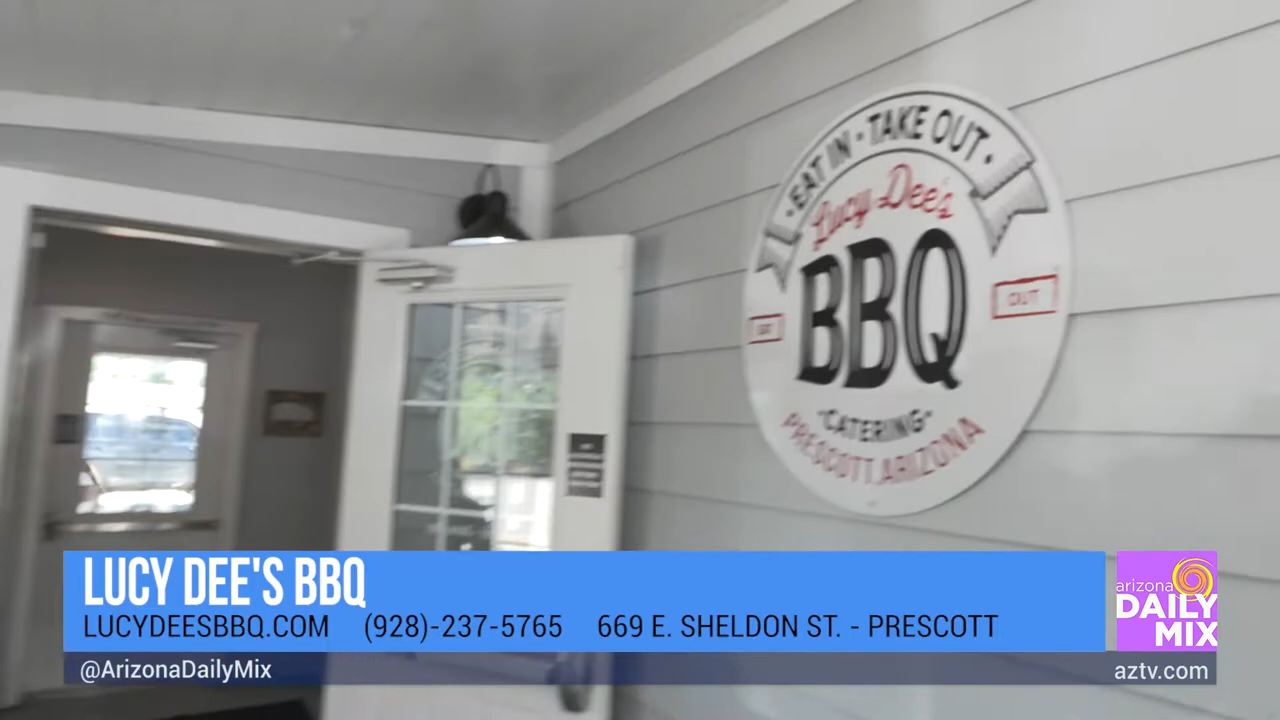 · EAT IN · TAKE OUT ·
Lucy Dee's
BBQ
OUT
·CATERING·
PRESCOTT, ARIZONA
LUCY DEE'S BBQ
LUCYDEESBBQ.COM (928)-237-5765 669 E. SHELDON ST. - PRESCOTT
arizona
DAILY
MIX
@ArizonaDailyMix
aztv.com